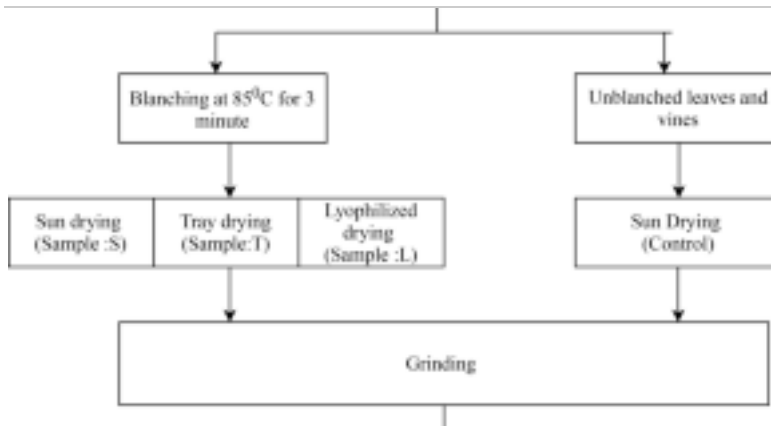 Blanching at 85⁰C for 3
minute
Unblanched leaves and
vines
Sun drying
(Sample :S)
Tray drying
(Sample:T)
Lyophilized
drying
(Sample :L)
Sun Drying
(Control)
Grinding